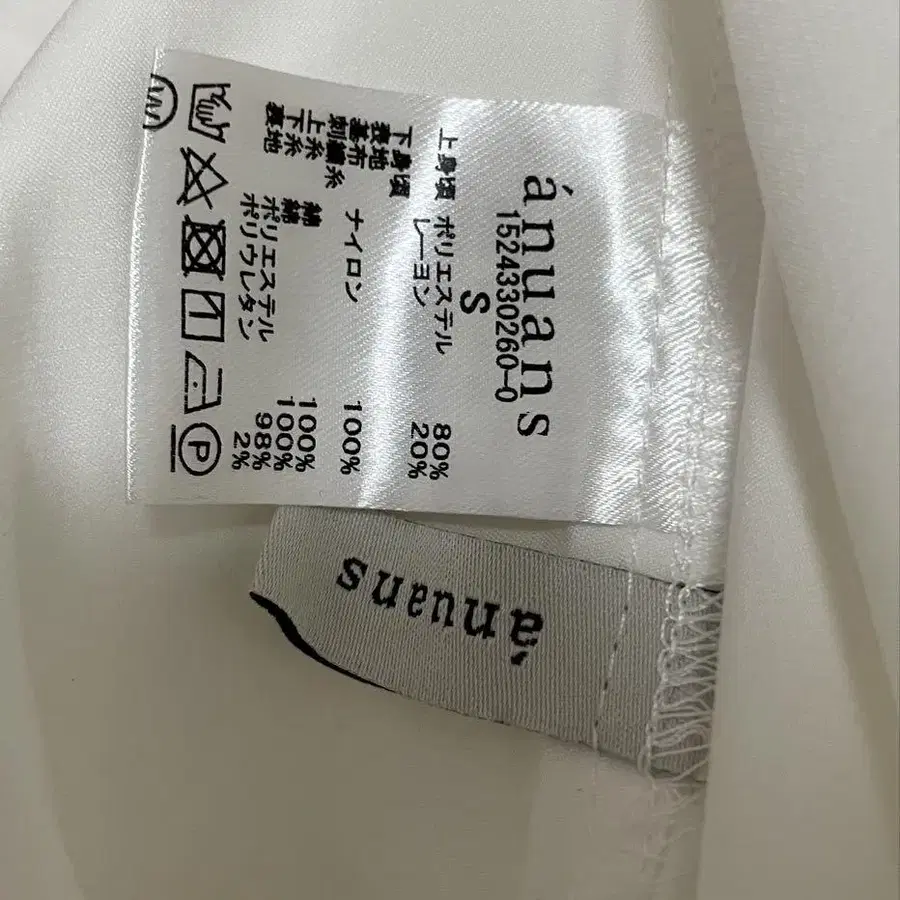 ánuans
1524330260-0
S
上身頃 ポリエステル 80%
レーヨン 20%
下身頃
表地
基布 ナイロン 100%
刺繍糸
上糸 綿 100%
下糸 綿 100%
裏地 ポリエステル 98%
ポリウレタン 2%
P
ánuans